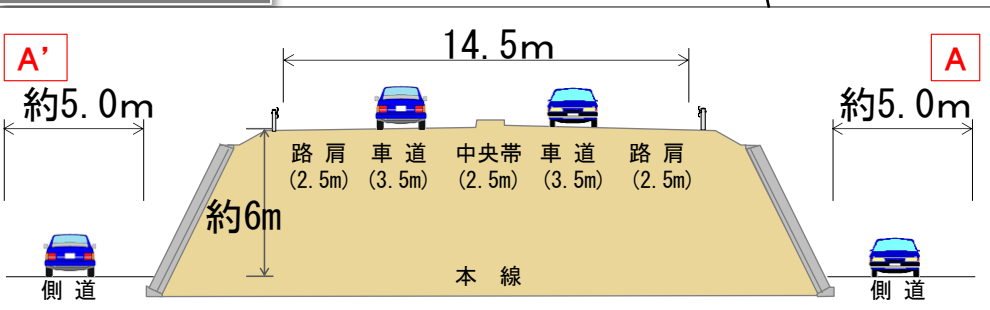 14.5m
A’
A
約5.0m
約5.0m
路肩 車道 中央帯 車道 路肩
(2.5m) (3.5m) (2.5m) (3.5m) (2.5m)
約6m
本線
側道
側道